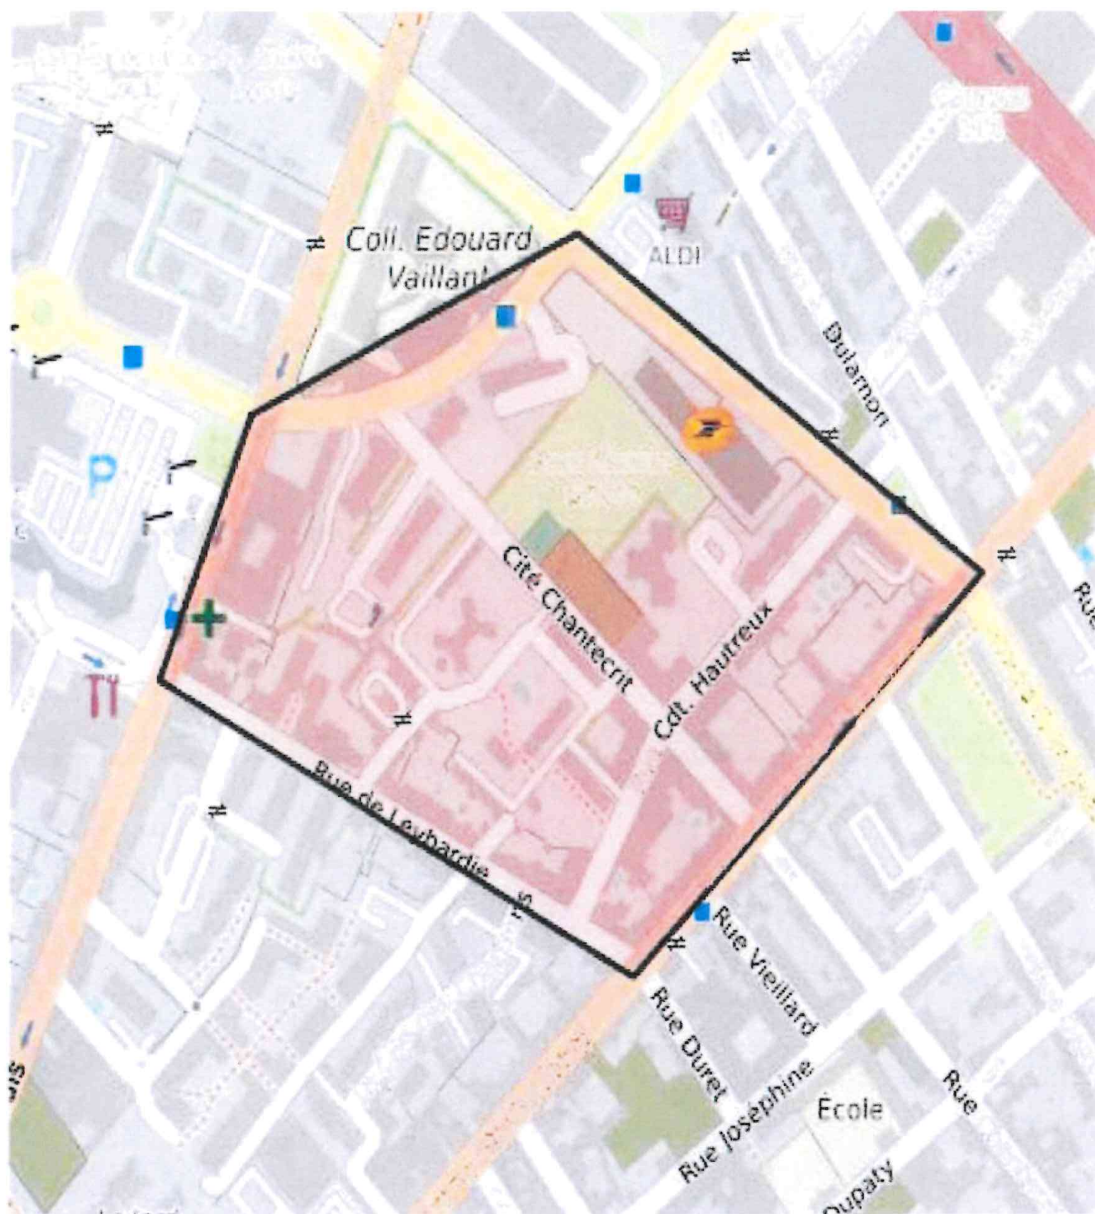 Coll. Edouard
Vaillant
ALDI
Dulamon
P
Cité Chantecrit
Cdt. Hautreux
Rue de Leybardie
Rue
Rue Vieillard
Rue Duret
Rue Joséphine
École
Rue
Dupaty